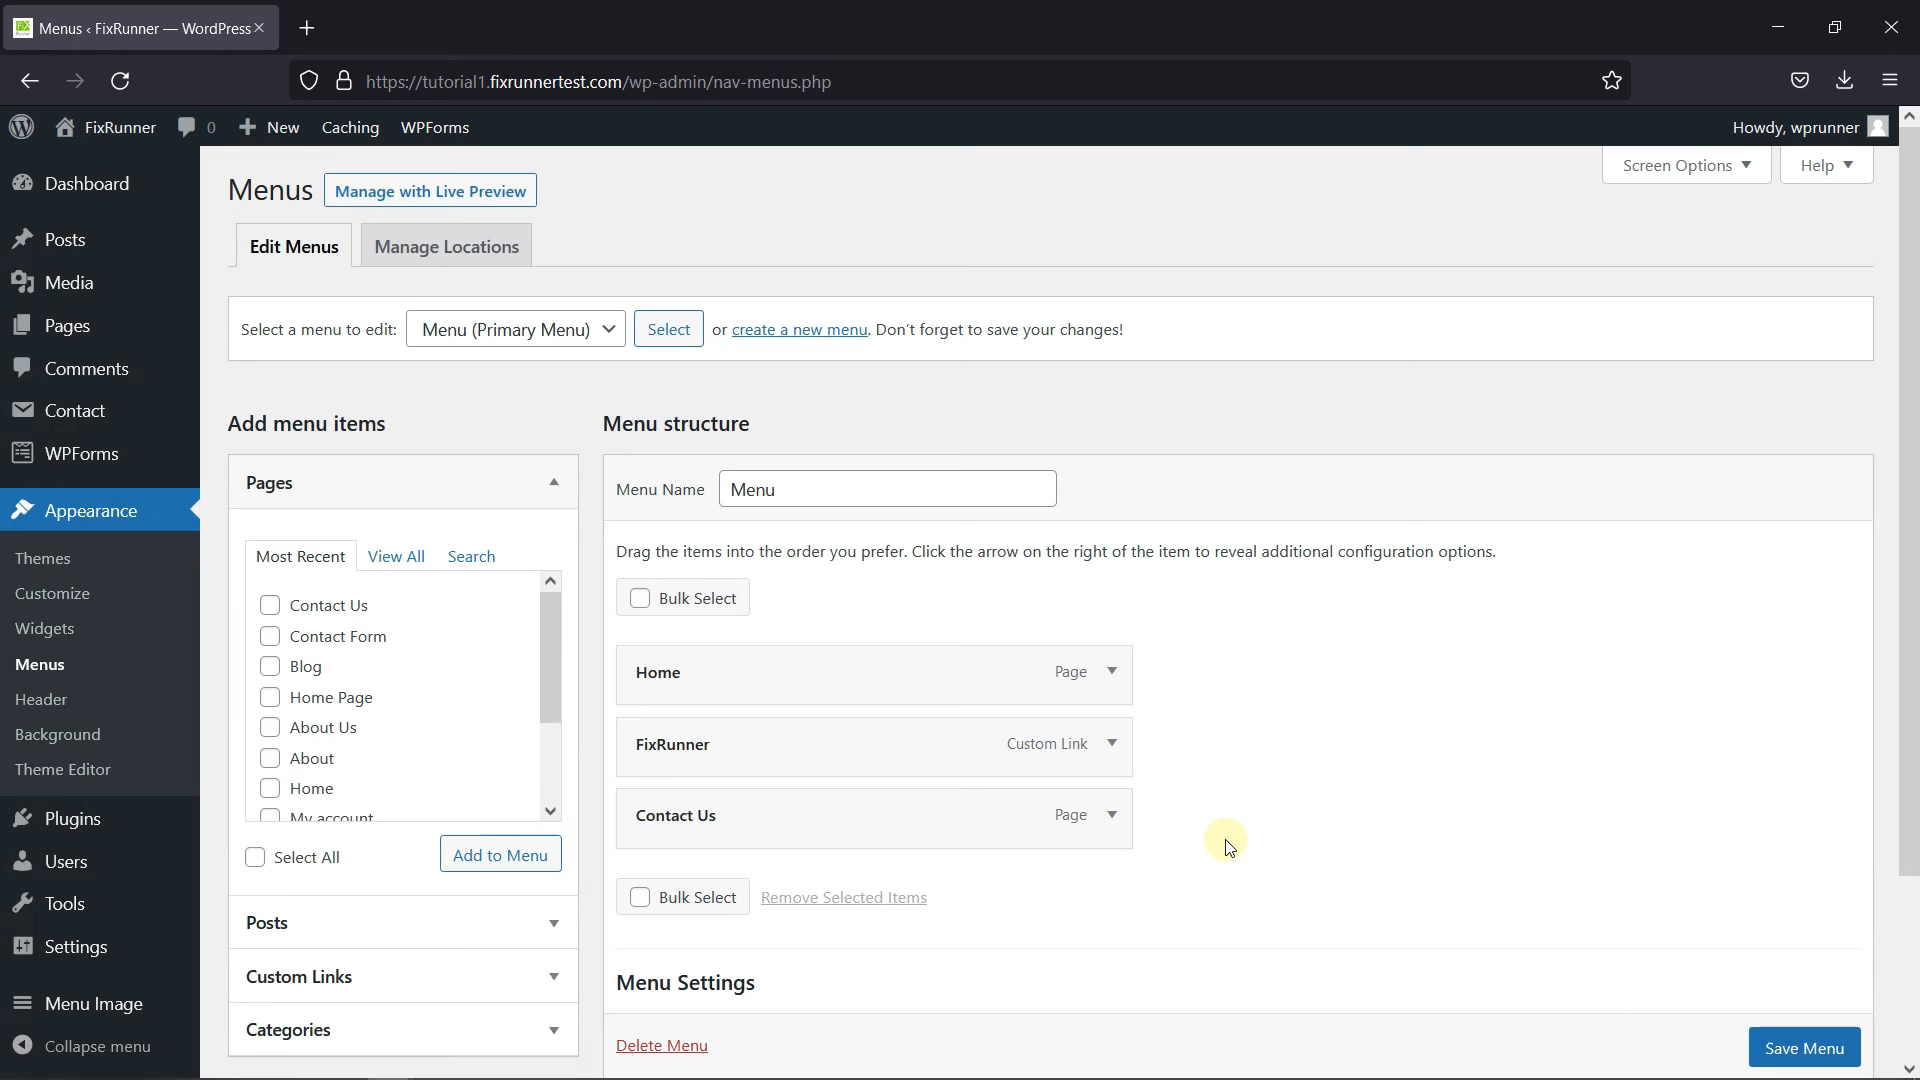 Menus ‹ FixRunner — WordPress
https://tutorial1.fixrunnertest.com/wp-admin/nav-menus.php
FixRunner 0 New Caching WPForms Howdy, wprunner
Screen Options Help
Menus Manage with Live Preview
Edit Menus Manage Locations
Select a menu to edit: Menu (Primary Menu) Select or create a new menu. Don't forget to save your changes!
Dashboard
Posts
Media
Pages
Comments
Contact
WPForms
Appearance
Themes
Customize
Widgets
Menus
Header
Background
Theme Editor
Plugins
Users
Tools
Settings
Menu Image
Collapse menu
Add menu items
Pages
Most Recent View All Search
Contact Us
Contact Form
Blog
Home Page
About Us
About
Home
My account
Select All Add to Menu
Posts
Custom Links
Categories
Menu structure
Menu Name Menu
Drag the items into the order you prefer. Click the arrow on the right of the item to reveal additional configuration options.
Bulk Select
Home Page
FixRunner Custom Link
Contact Us Page
Bulk Select Remove Selected Items
Menu Settings
Delete Menu Save Menu